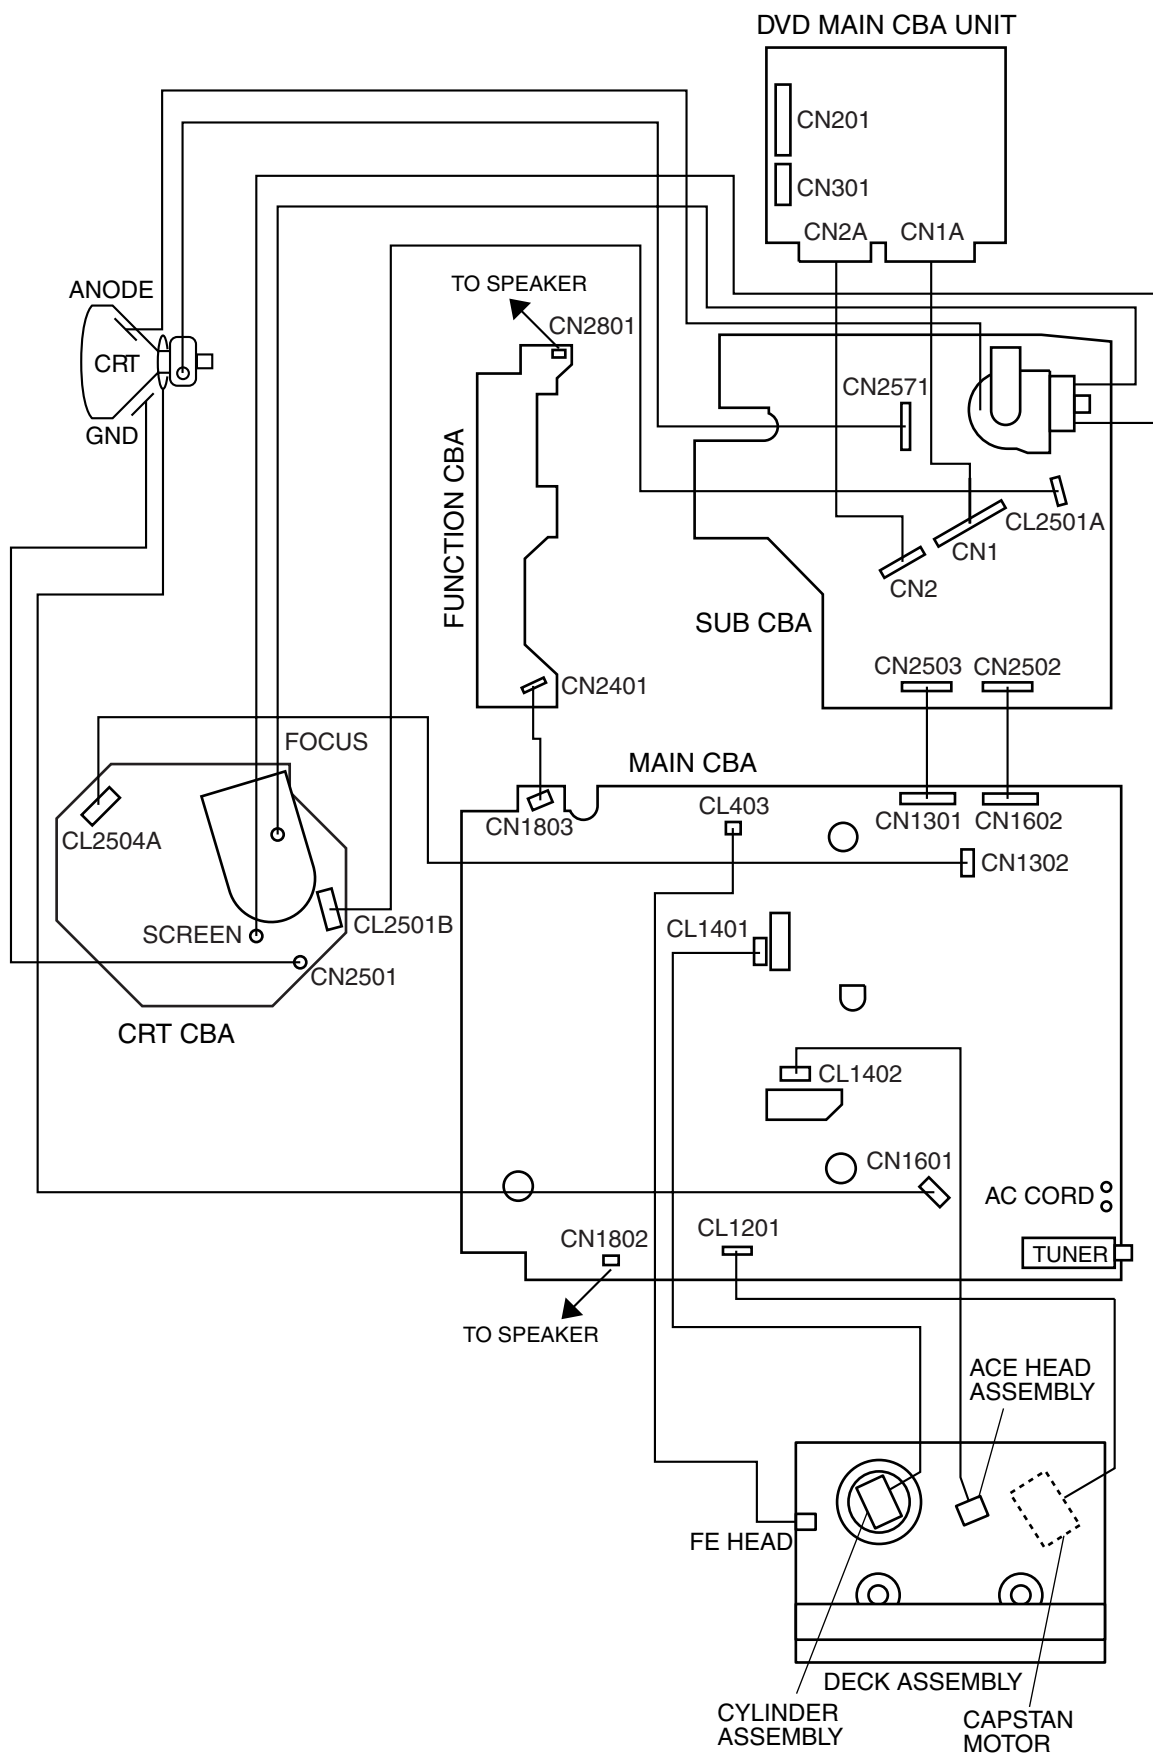 DVD MAIN CBA UNIT
CN201
CN301
CN2A
CN1A
TO SPEAKER
ANODE
CN2801
CRT
CN2571
GND
FUNCTION CBA
CL2501A
CN1
CN2
SUB CBA
CN2503
CN2502
CN2401
FOCUS
MAIN CBA
CL403
CN1803
CN1301
CN1602
CL2504A
CN1302
SCREEN
CL2501B
CL1401
CN2501
CRT CBA
CL1402
CN1601
AC CORD
CN1802
CL1201
TUNER
TO SPEAKER
ACE HEAD
ASSEMBLY
FE HEAD
DECK ASSEMBLY
CYLINDER
ASSEMBLY
CAPSTAN
MOTOR